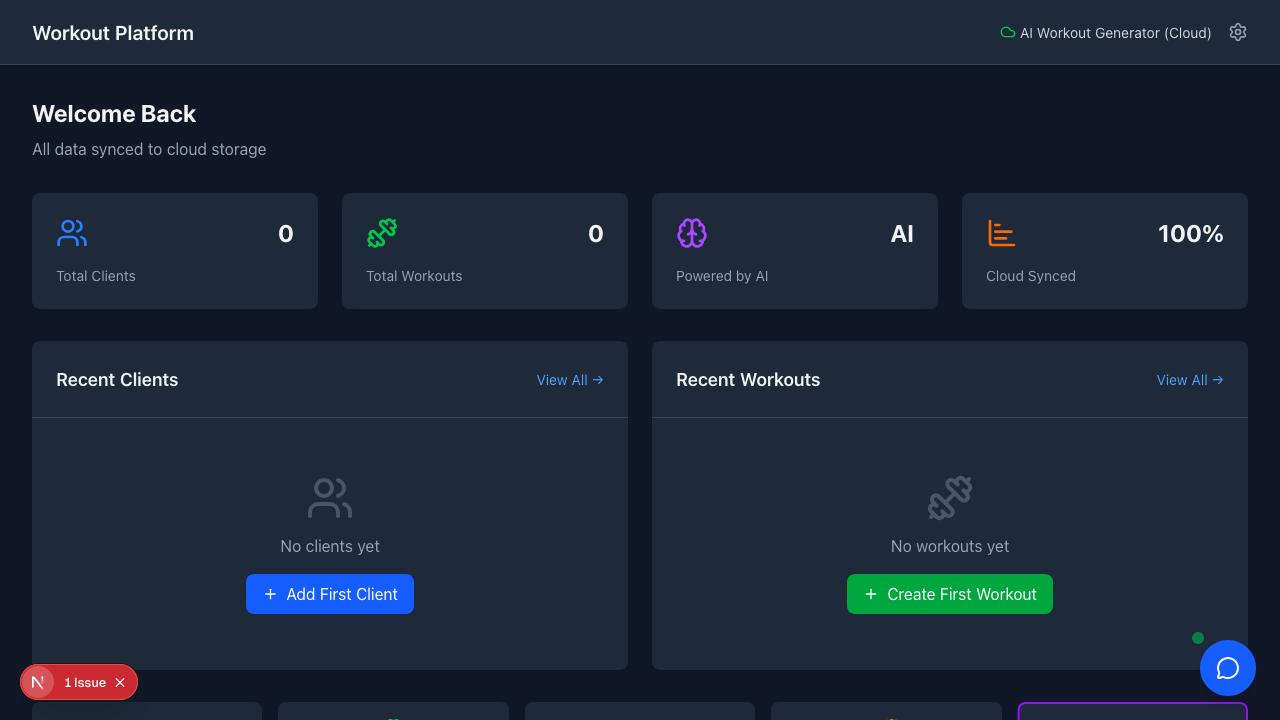 Workout Platform
AI Workout Generator (Cloud)
Welcome Back
All data synced to cloud storage
0
Total Clients
0
Total Workouts
AI
Powered by AI
100%
Cloud Synced
Recent Clients
View All →
Recent Workouts
View All →
No clients yet
+ Add First Client
No workouts yet
+ Create First Workout
N 1 Issue ×